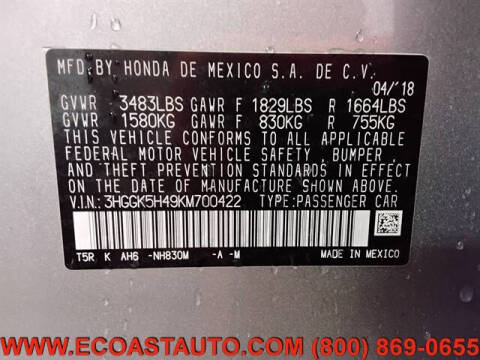 MFD.BY HONDA DE MEXICO S.A. DE C.V.
04/'18
GVWR 3483LBS GAWR F 1829LBS R 1664LBS
GVWR 1580KG GAWR F 830KG R 755KG
THIS VEHICLE CONFORMS TO ALL APPLICABLE
FEDERAL MOTOR VEHICLE SAFETY, BUMPER,
AND THEFT PREVENTION STANDARDS IN EFFECT
ON THE DATE OF MANUFACTURE SHOWN ABOVE.
V.I.N.: 3HGGK5H49KM700422 TYPE:PASSENGER CAR
T5R K AH6 -NH830M -A -M MADE IN MEXICO
WWW.ECOASTAUTO.COM (800) 869-0655